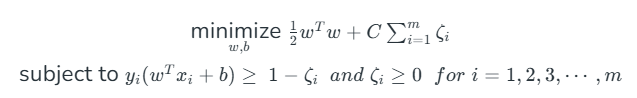 minimize ½wᵀw + C ∑ᵢ₌₁ᵐ ζᵢ
w,b
subject to yᵢ(wᵀxᵢ + b) ≥ 1 − ζᵢ and ζᵢ ≥ 0 for i = 1, 2, 3, ⋯ , m